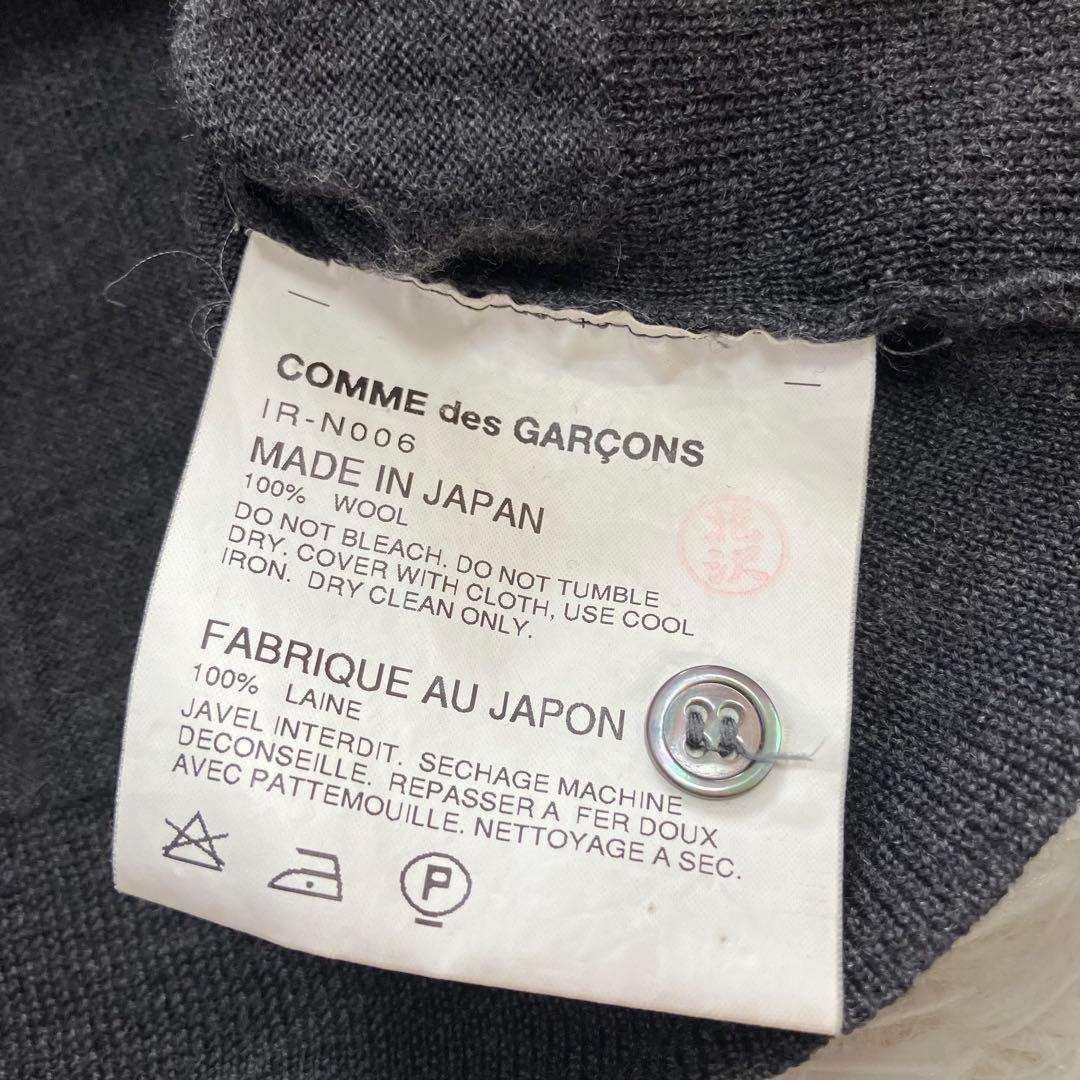 COMME des GARÇONS
IR-N006
MADE IN JAPAN
100% WOOL
DO NOT BLEACH. DO NOT TUMBLE
DRY. COVER WITH CLOTH, USE COOL
IRON. DRY CLEAN ONLY.
北沢
FABRIQUE AU JAPON
100% LAINE
JAVEL INTERDIT. SECHAGE MACHINE
DECONSEILLE. REPASSER A FER DOUX
AVEC PATTEMOUILLE. NETTOYAGE A SEC.
P